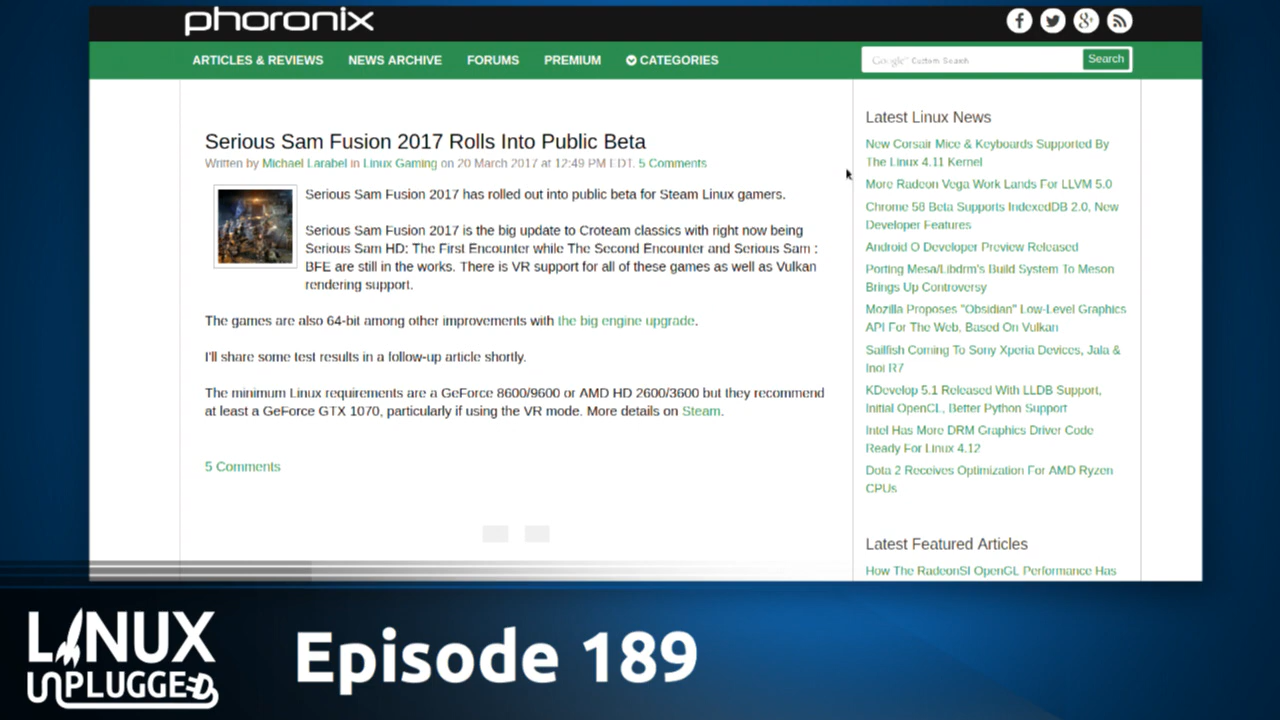 phoronix
ARTICLES & REVIEWS NEWS ARCHIVE FORUMS PREMIUM CATEGORIES
Google Custom Search Search
Serious Sam Fusion 2017 Rolls Into Public Beta
Written by Michael Larabel in Linux Gaming on 20 March 2017 at 12:49 PM EDT. 5 Comments
Serious Sam Fusion 2017 has rolled out into public beta for Steam Linux gamers.
Serious Sam Fusion 2017 is the big update to Croteam classics with right now being
Serious Sam HD: The First Encounter while The Second Encounter and Serious Sam :
BFE are still in the works. There is VR support for all of these games as well as Vulkan
rendering support.
The games are also 64-bit among other improvements with the big engine upgrade.
I'll share some test results in a follow-up article shortly.
The minimum Linux requirements are a GeForce 8600/9600 or AMD HD 2600/3600 but they recommend
at least a GeForce GTX 1070, particularly if using the VR mode. More details on Steam.
5 Comments
Latest Linux News
New Corsair Mice & Keyboards Supported By
The Linux 4.11 Kernel
More Radeon Vega Work Lands For LLVM 5.0
Chrome 58 Beta Supports IndexedDB 2.0, New
Developer Features
Android O Developer Preview Released
Porting Mesa/Libdrm's Build System To Meson
Brings Up Controversy
Mozilla Proposes "Obsidian" Low-Level Graphics
API For The Web, Based On Vulkan
Sailfish Coming To Sony Xperia Devices, Jala &
Inoi R7
KDevelop 5.1 Released With LLDB Support,
Initial OpenCL, Better Python Support
Intel Has More DRM Graphics Driver Code
Ready For Linux 4.12
Dota 2 Receives Optimization For AMD Ryzen
CPUs
Latest Featured Articles
How The RadeonSI OpenGL Performance Has
LINUX
UNPLUGGED
Episode 189